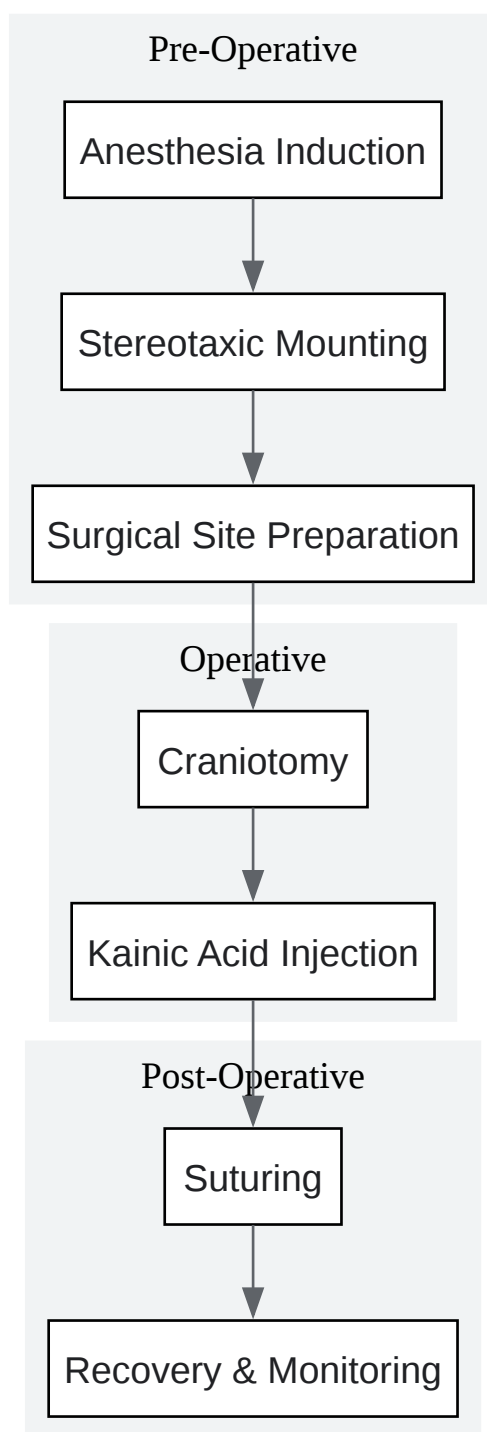 Pre-Operative
Anesthesia Induction
Stereotaxic Mounting
Surgical Site Preparation
Operative
Craniotomy
Kainic Acid Injection
Post-Operative
Suturing
Recovery & Monitoring